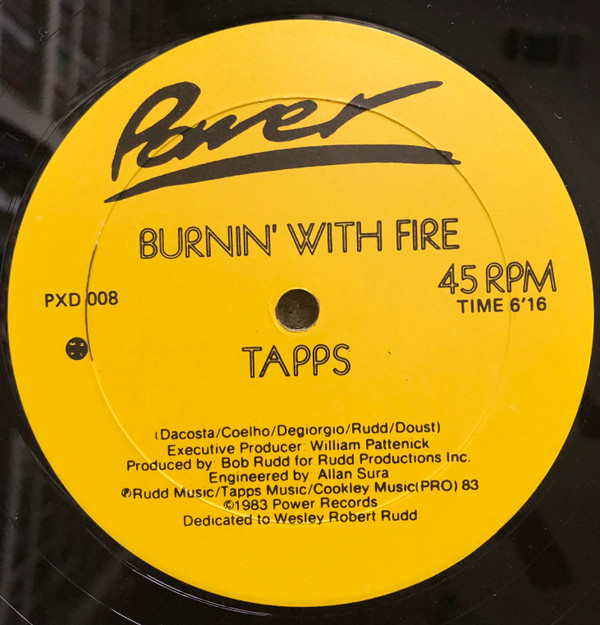 Power
BURNIN' WITH FIRE
45 RPM
PXD 008
TIME 6'16
TAPPS
(Dacosta/Coelho/Degiorgio/Rudd/Doust)
Executive Producer: William Pattenick
Produced by: Bob Rudd for Rudd Productions Inc.
Engineered by: Allan Sura
℗Rudd Music/Tapps Music/Cookley Music(PRO) 83
©1983 Power Records
Dedicated to Wesley Robert Rudd